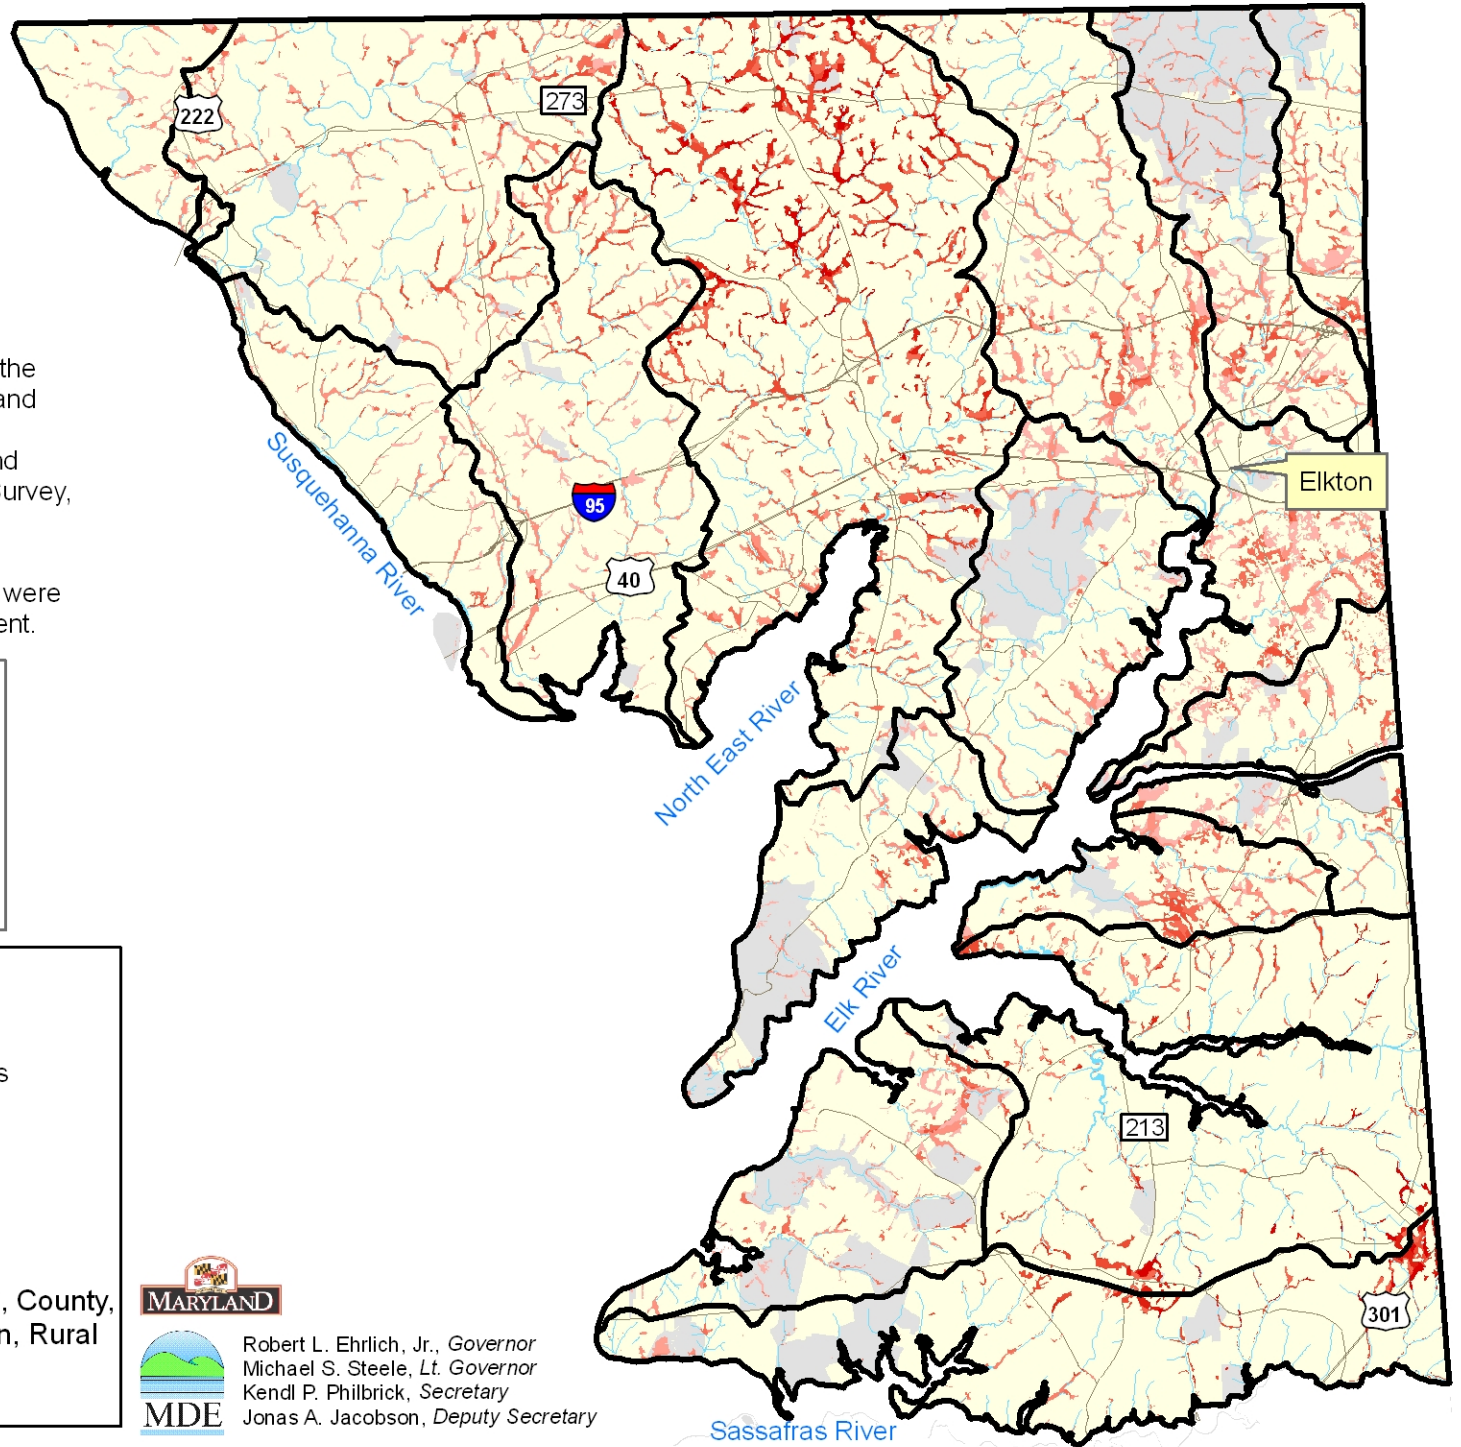 273
222
the
and
Survey,
were
Elkton
Susquehanna River
95
40
North East River
Elk River
213
, County,
Rural
301
MARYLAND
Robert L. Ehrlich, Jr., Governor
Michael S. Steele, Lt. Governor
Kendl P. Philbrick, Secretary
Jonas A. Jacobson, Deputy Secretary
MDE
Sassafras River